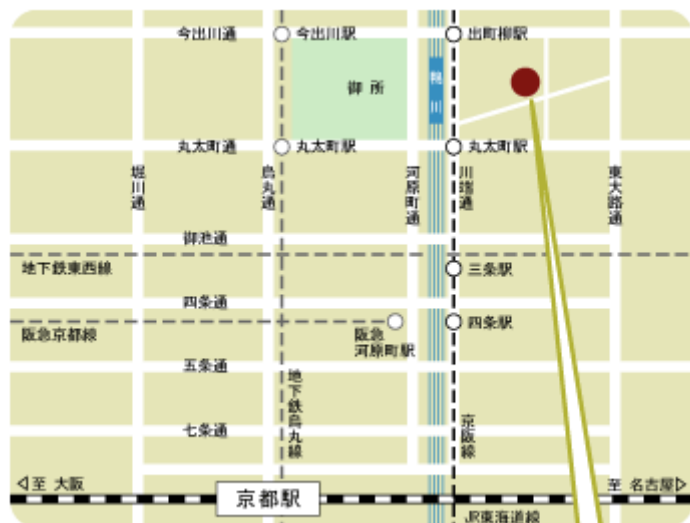 今出川通
今出川駅
出町柳駅
御 所
鴨川
丸太町通
丸太町駅
丸太町駅
堀川通
烏丸通
河原町通
川端通
東大路通
御池通
地下鉄東西線
三条駅
四条通
阪急京都線
阪急
河原町駅
四条駅
五条通
地下鉄烏丸線
七条通
京阪線
至 大阪
京都駅
至 名古屋
JR東海道線